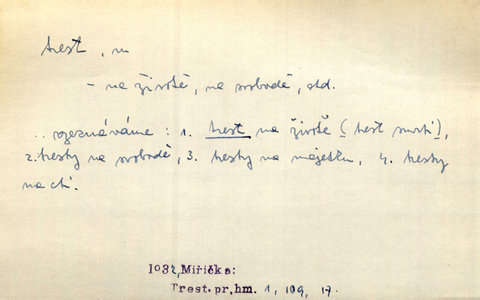 trest, m
– na životě, na svobodě, atd.
.. rozeznáváme: 1. trest na životě (trest smrti),
2. tresty na svobodě, 3. tresty na majetku, 4. tresty
na cti.
1032, Miřička:
Trest. pr, hm. 1, 109, 17.